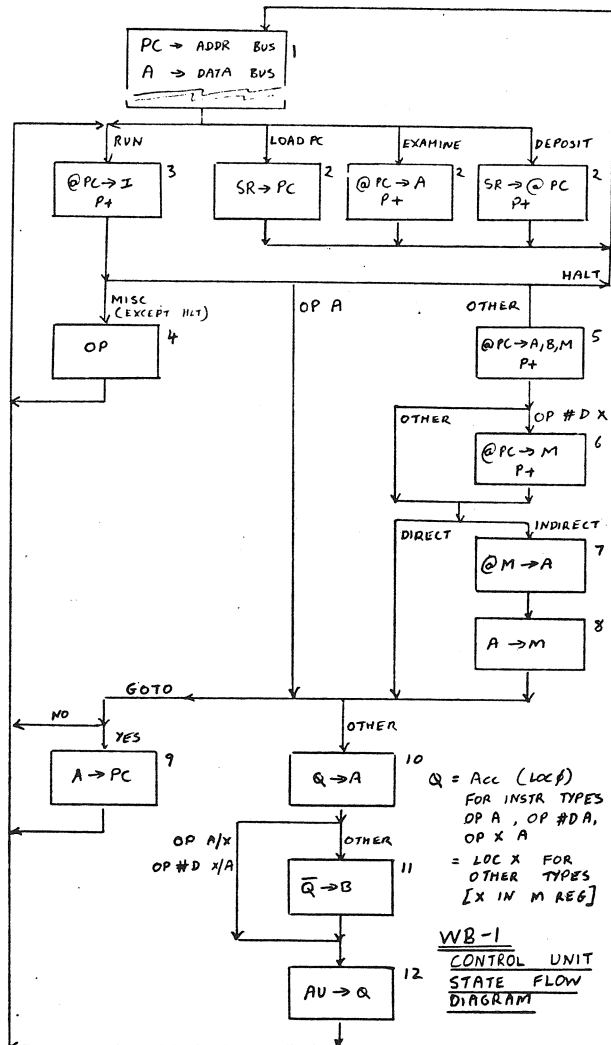 PC → ADDR BUS
A → DATA BUS
1
RUN
LOAD PC
EXAMINE
DEPOSIT
@PC → I
P+
3
SR → PC
2
@PC → A
P+
2
SR → @ PC
P+
2
HALT
MISC
(EXCEPT HLT)
OP A
OTHER
OP
4
@PC → A, B, M
P+
5
OTHER
OP # D X
@PC → M
P+
6
DIRECT
INDIRECT
@M → A
7
A → M
8
GOTO
NO
YES
OTHER
A → PC
9
Q → A
10
Q = ACC (LOCϕ)
FOR INSTR TYPES
OP A , OP #DA,
OP X A
= LOC X FOR
OTHER TYPES
[X IN M REG]
OP A/X
OP #D X/A
OTHER
Q̅ → B
11
AU → Q
12
WB-1
CONTROL UNIT
STATE FLOW
DIAGRAM